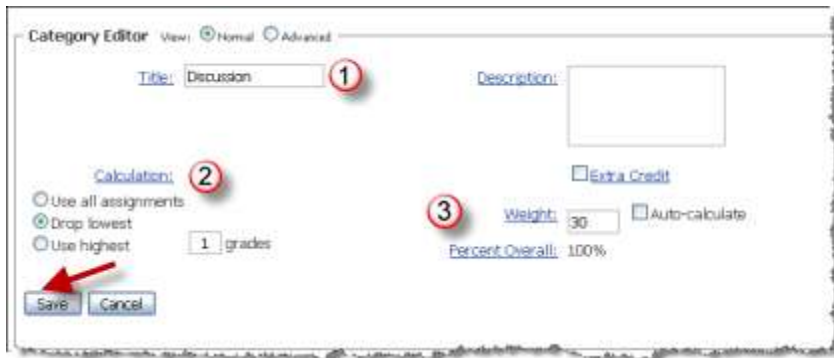 Category Editor View: Normal Advanced
Title: Discussion 1
Description:
Calculation: 2
Use all assignments
Drop lowest
Use highest 1 grades
Extra Credit
3 Weight: 30 Auto-calculate
Percent Overall: 100%
Save Cancel